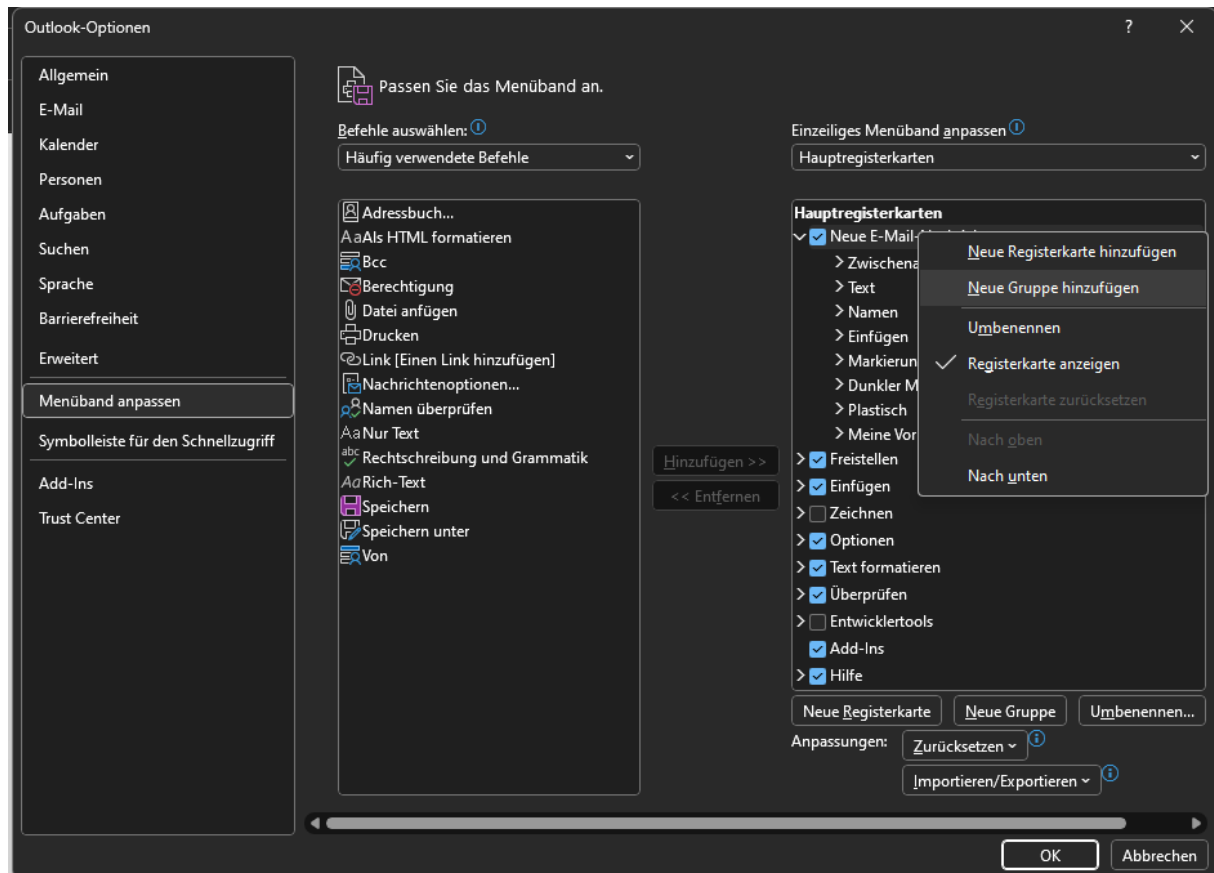 Outlook-Optionen
?
Allgemein
E-Mail
Kalender
Personen
Aufgaben
Suchen
Sprache
Barrierefreiheit
Erweitert
Menüband anpassen
Symbolleiste für den Schnellzugriff
Add-Ins
Trust Center
Passen Sie das Menüband an.
Befehle auswählen:
Häufig verwendete Befehle
Adressbuch...
Als HTML formatieren
Bcc
Berechtigung
Datei anfügen
Drucken
Link [Einen Link hinzufügen]
Nachrichtenoptionen...
Namen überprüfen
Nur Text
Rechtschreibung und Grammatik
Rich-Text
Speichern
Speichern unter
Von
Hinzufügen >>
<< Entfernen
Einzeiliges Menüband anpassen
Hauptregisterkarten
Hauptregisterkarten
Neue E-Mail-
Zwischena
Text
Namen
Einfügen
Markierun
Dunkler M
Plastisch
Meine Vor
Freistellen
Einfügen
Zeichnen
Optionen
Text formatieren
Überprüfen
Entwicklertools
Add-Ins
Hilfe
Neue Registerkarte hinzufügen
Neue Gruppe hinzufügen
Umbenennen
Registerkarte anzeigen
Registerkarte zurücksetzen
Nach oben
Nach unten
Neue Registerkarte
Neue Gruppe
Umbenennen...
Anpassungen:
Zurücksetzen
Importieren/Exportieren
OK
Abbrechen